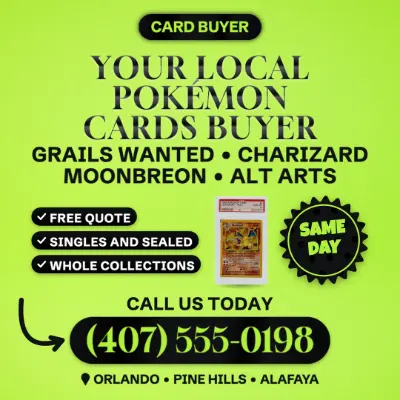 CARD BUYER
YOUR LOCAL
POKÉMON
CARDS BUYER
GRAILS WANTED • CHARIZARD
MOONBREON • ALT ARTS
FREE QUOTE
SINGLES AND SEALED
WHOLE COLLECTIONS
SAME
DAY
CALL US TODAY
(407) 555-0198
ORLANDO • PINE HILLS • ALAFAYA